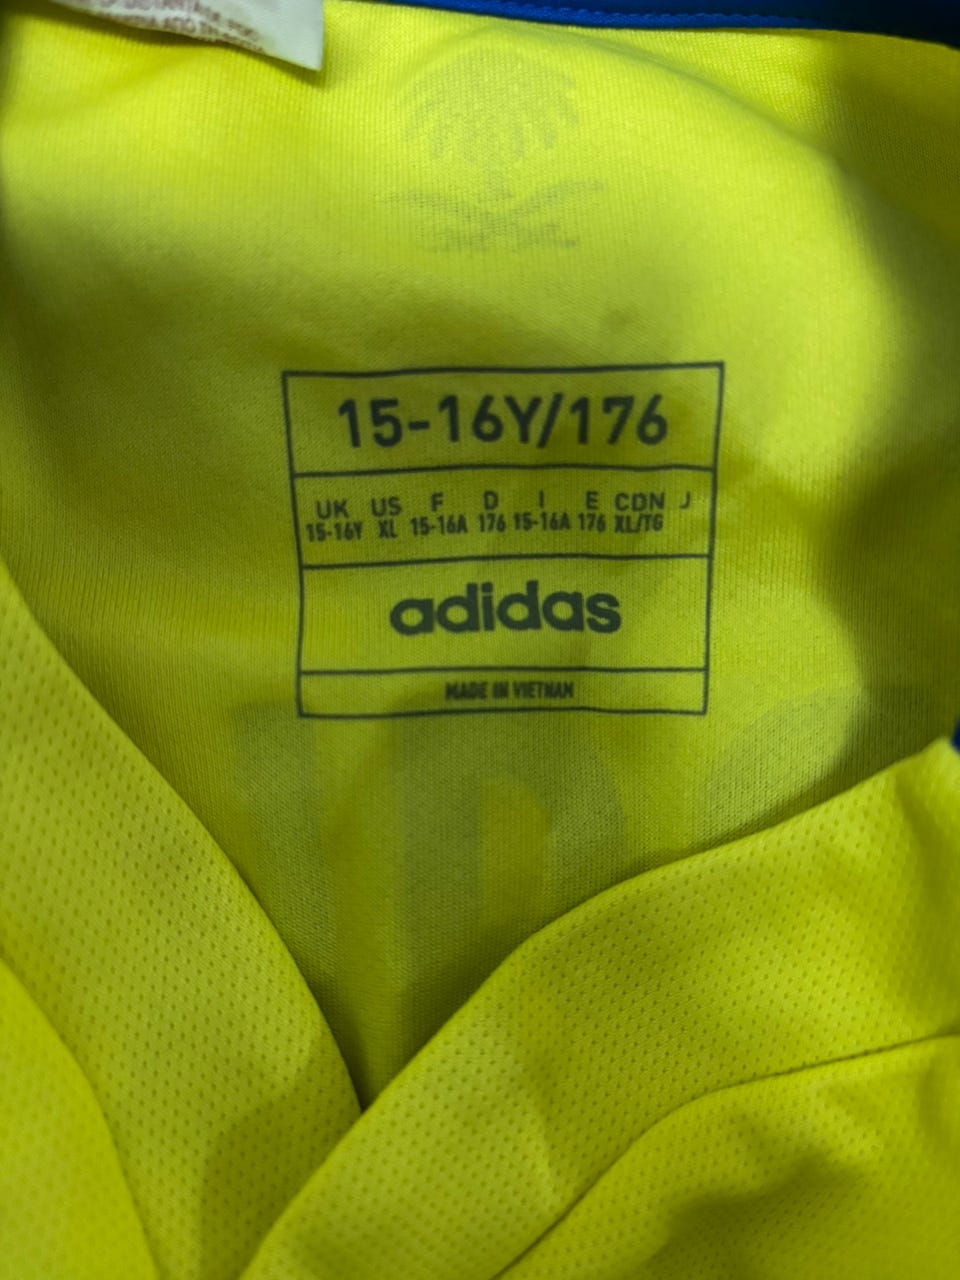 15-16Y/176
UK US F D I E CDN J
15-16Y XL 15-16A 176 15-16A 176 XL/TG
adidas
MADE IN VIETNAM